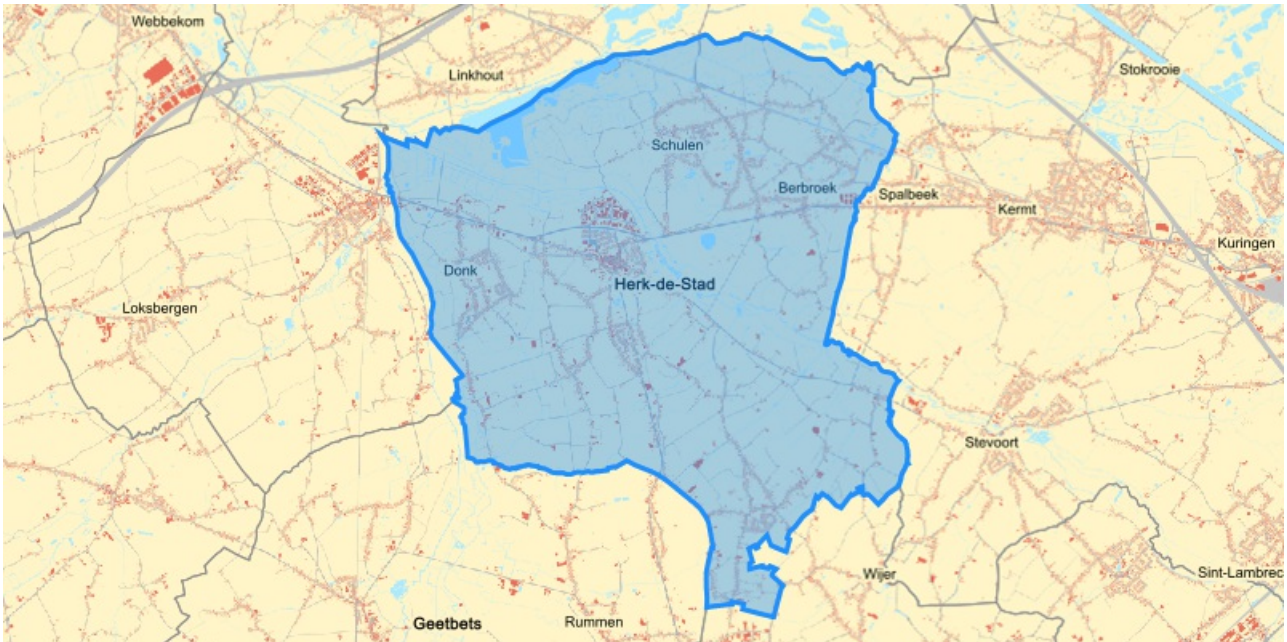 Webbekom
Linkhout
Stokrooie
Schulen
Berbroek
Spalbeek
Kermt
Kuringen
Donk
Herk-de-Stad
Loksbergen
Stevoort
Wijer
Sint-Lambrec
Geetbets
Rummen